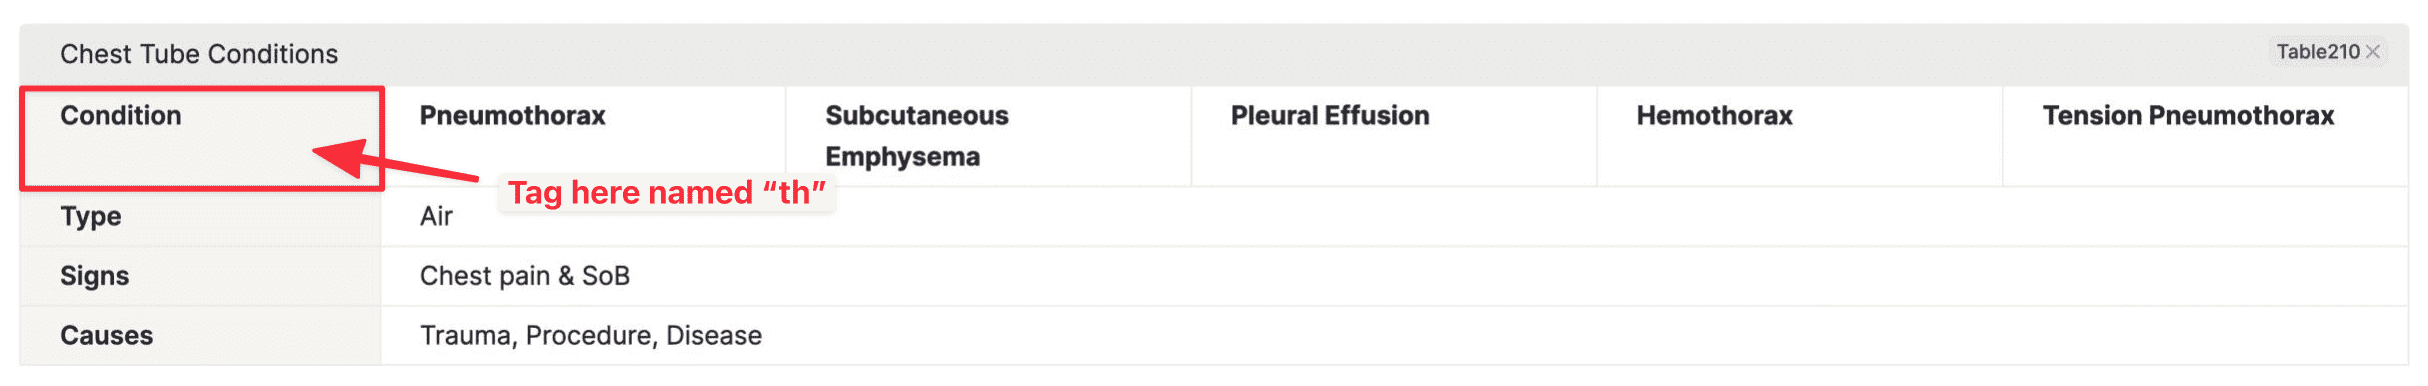 Chest Tube Conditions
Table210
Condition
Pneumothorax
Subcutaneous
Emphysema
Pleural Effusion
Hemothorax
Tension Pneumothorax
Tag here named “th”
Type
Air
Signs
Chest pain & SoB
Causes
Trauma, Procedure, Disease